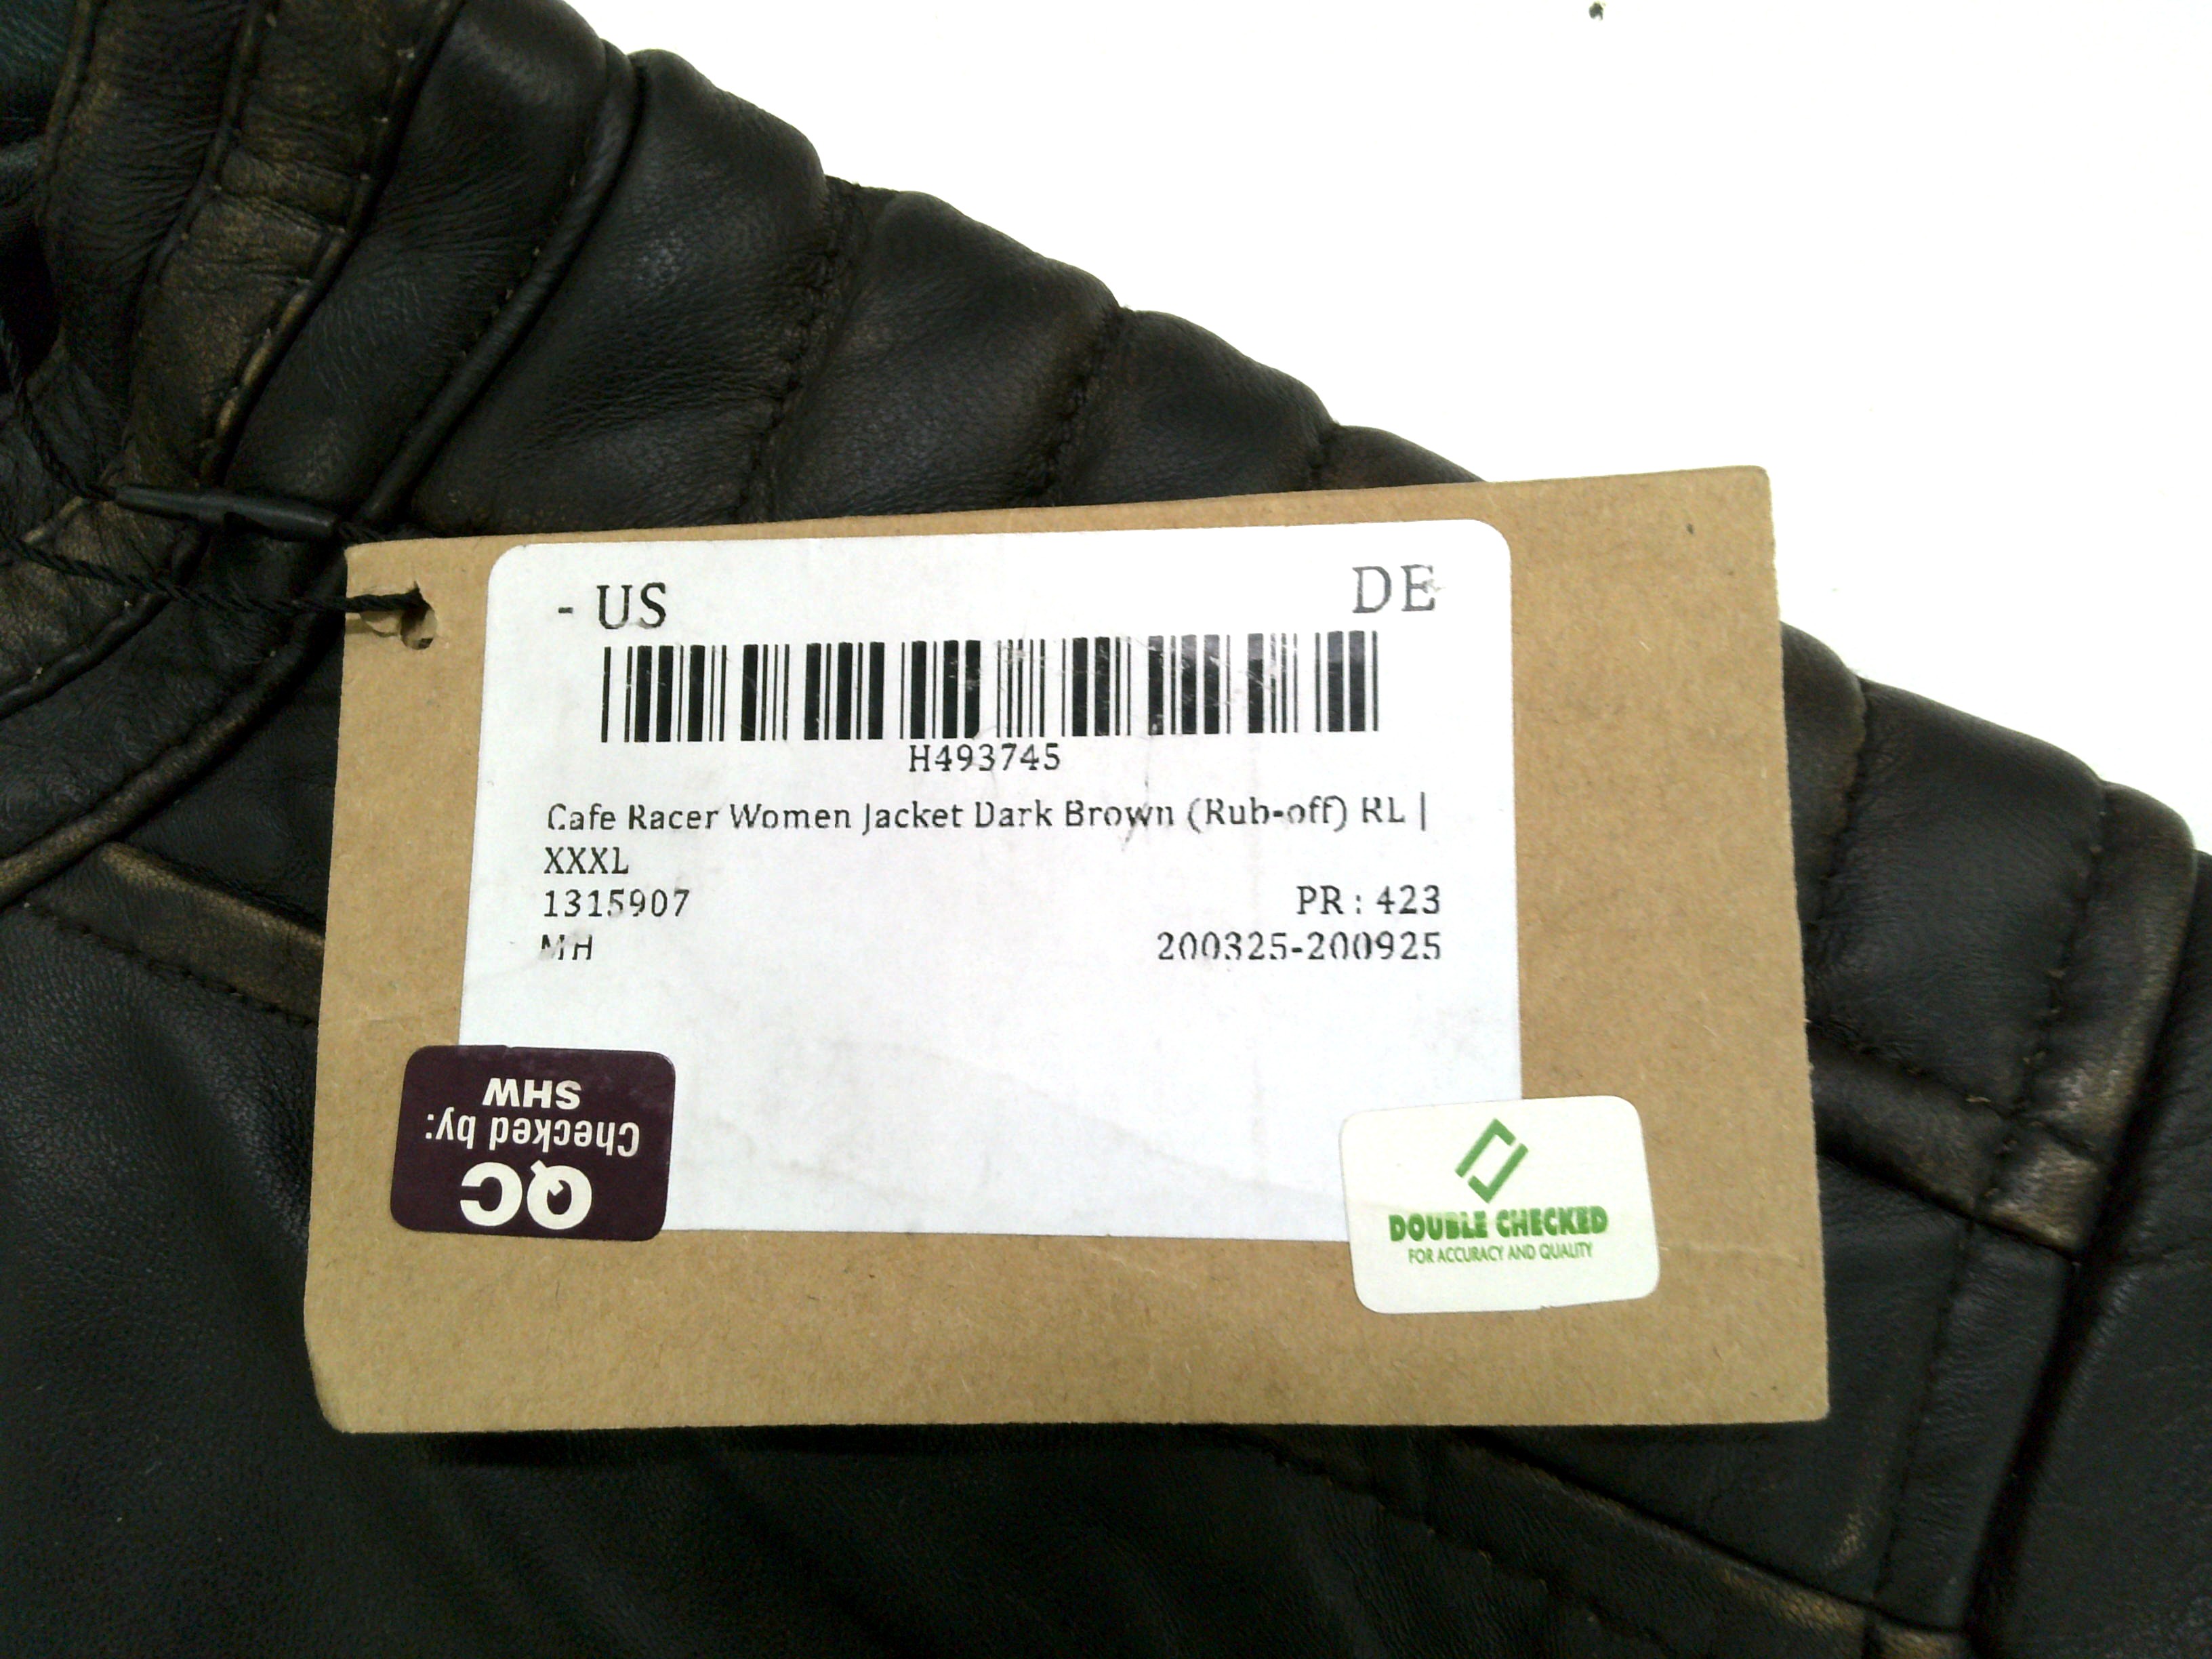 - US DE
H493745
Cafe Racer Women Jacket Dark Brown (Rub-off) RL |
XXXL
1315907 PR : 423
MH 200325-200925
QC
Checked by:
SHW
DOUBLE CHECKED
FOR ACCURACY AND QUALITY